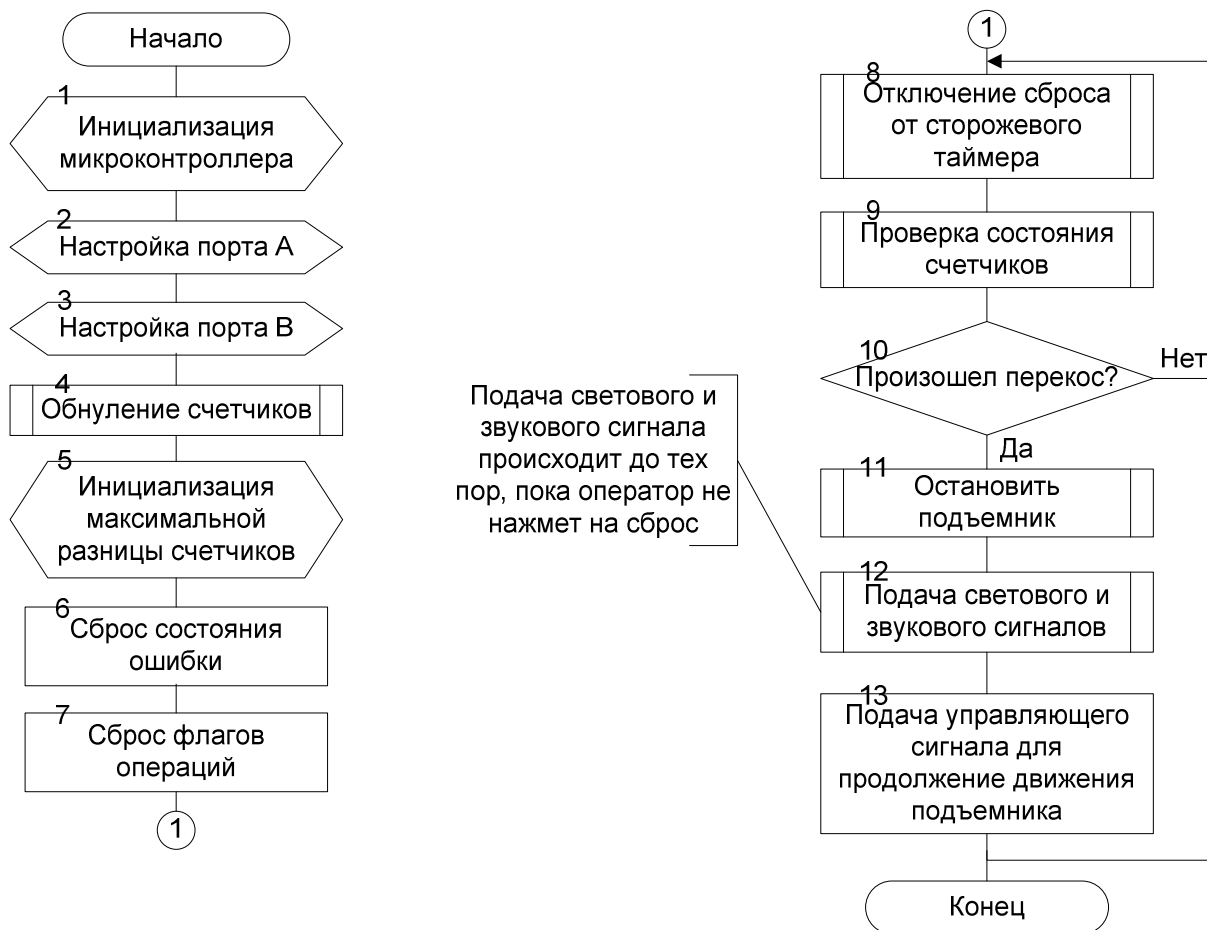 Начало
1
Инициализация
микроконтроллера
2
Настройка порта А
3
Настройка порта В
4
Обнуление счетчиков
5
Инициализация
максимальной
разницы счетчиков
6
Сброс состояния
ошибки
7
Сброс флагов
операций
1
1
8
Отключение сброса
от сторожевого
таймера
9
Проверка состояния
счетчиков
10
Произошел перекос?
Нет
Да
Подача светового и
звукового сигнала
происходит до тех
пор, пока оператор не
нажмет на сброс
11
Остановить
подъемник
12
Подача светового и
звукового сигналов
13
Подача управляющего
сигнала для
продолжение движения
подъемника
Конец